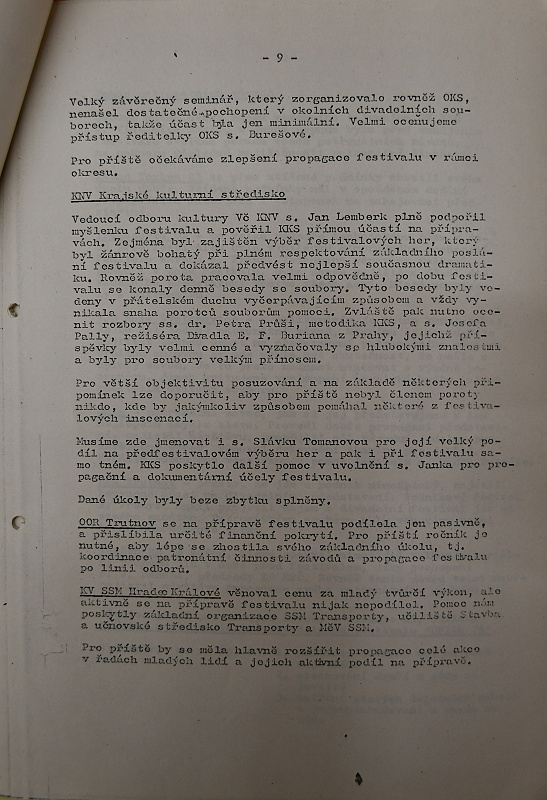 - 9 -
Velký závěrečný seminář, který zorganizovalo rovněž OKS,
nenašel dostatečné pochopení v okolních divadelních sou-
borech, takže účast byla jen minimální. Velmi oceňujeme
přístup ředitelky OKS s. Burešové.
Pro příště očekáváme zlepšení propagace festivalu v rámci
okresu.
KNV Krajské kulturní středisko
Vedoucí odboru kultury Vč KNV s. Jan Lemberk plně podpořil
myšlenku festivalu a pověřil KKS přímou účastí na přípra-
vách. Zejména byl zajištěn výběr festivalových her, který
byl žánrově bohatý při plném respektování základního poslá-
ní festivalu a dokázal předvést nejlepší současnou dramati-
ku. Rovněž porota pracovala velmi odpovědně, po dobu festi-
valu se konaly denně besedy se soubory. Tyto besedy byly ve-
deny v přátelském duchu vyčerpávajícím způsobem a vždy vy-
nikala snaha porotců souborům pomoci. Zvláště pak nutno oce-
nit rozbory ss. dr. Petra Průši, metodika KKS, a s. Josefa
Pally, režiséra Divadla E. F. Buriana z Prahy, jejichž pří-
spěvky byly velmi cenné a vyznačovaly se hlubokými znalostmi
a byly pro soubory velkým přínosem.
Pro větší objektivitu posuzování a na základě některých při-
pomínek lze doporučit, aby pro příště nebyl členem poroty
nikdo, kde by jakýmkoliv způsobem pomáhal některé z festiva-
lových inscenací.
Musíme zde jmenovat i s. Slávku Tomanovou pro její velký po-
díl na předfestivalovém výběru her a pak i při festivalu sa-
mo tném. KKS poskytlo další pomoc v uvolnění s. Janka pro pro-
pagační a dokumentární účely festivalu.
Dané úkoly byly beze zbytku splněny.
OOR Trutnov se na přípravě festivalu podílela jen pasivně,
a přislíbila určité finanční pokrytí. Pro příští ročník je
nutné, aby lépe se zhostila svého základního úkolu, tj.
koordinace patronátní činnosti závodů a propagace festivalu
po linii odborů.
KV SSM Hradec Králové věnoval cenu za mladý tvůrčí výkon, ale
aktivně se na přípravě festivalu nijak nepodílel. Pomoc nám
poskytly základní organizace SSM Transporty, učiliště Stavba
a učňovské středisko Transporty a MěV SSM.
Pro příště by se měla hlavně rozšířit propagace celé akce
v řadách mladých lidí a jejich aktivní podíl na přípravě.